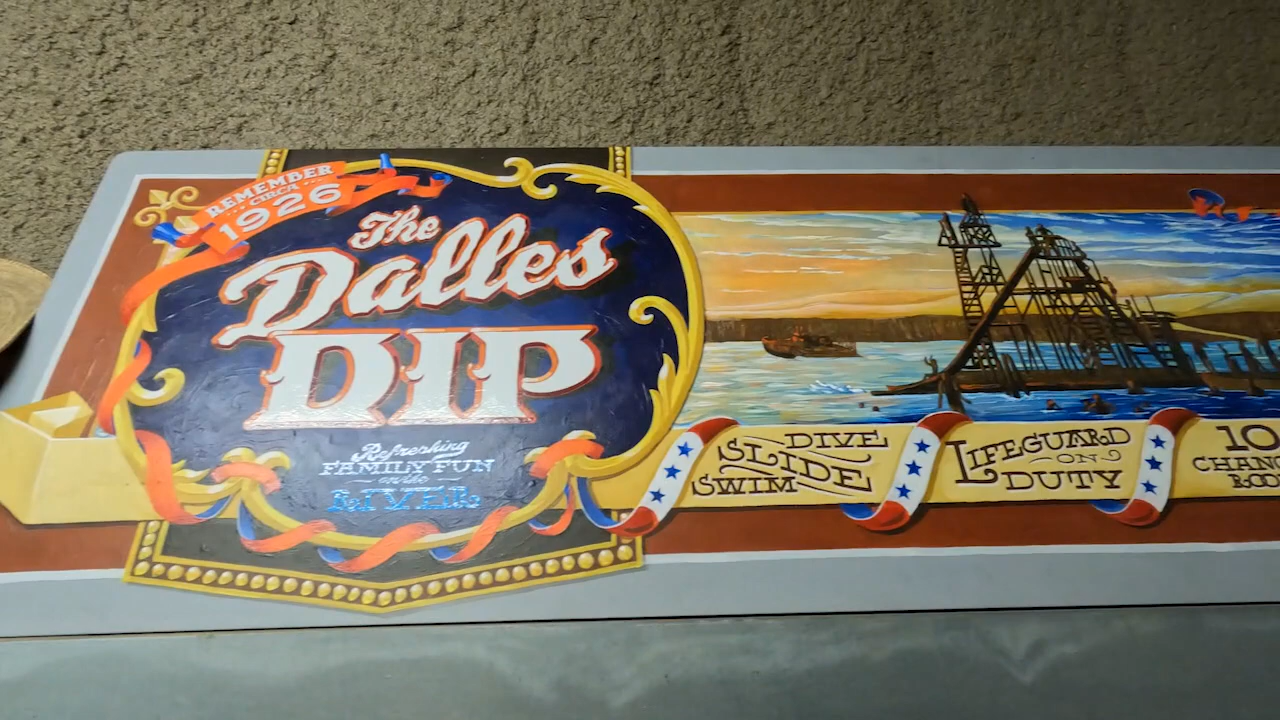 REMEMBER
CIRCA
1926
The
Dalles
DIP
Refreshing
FAMILY FUN
on the
RIVER
DIVE
SLIDE
SWIM
LIFEGUARD
ON
DUTY
10